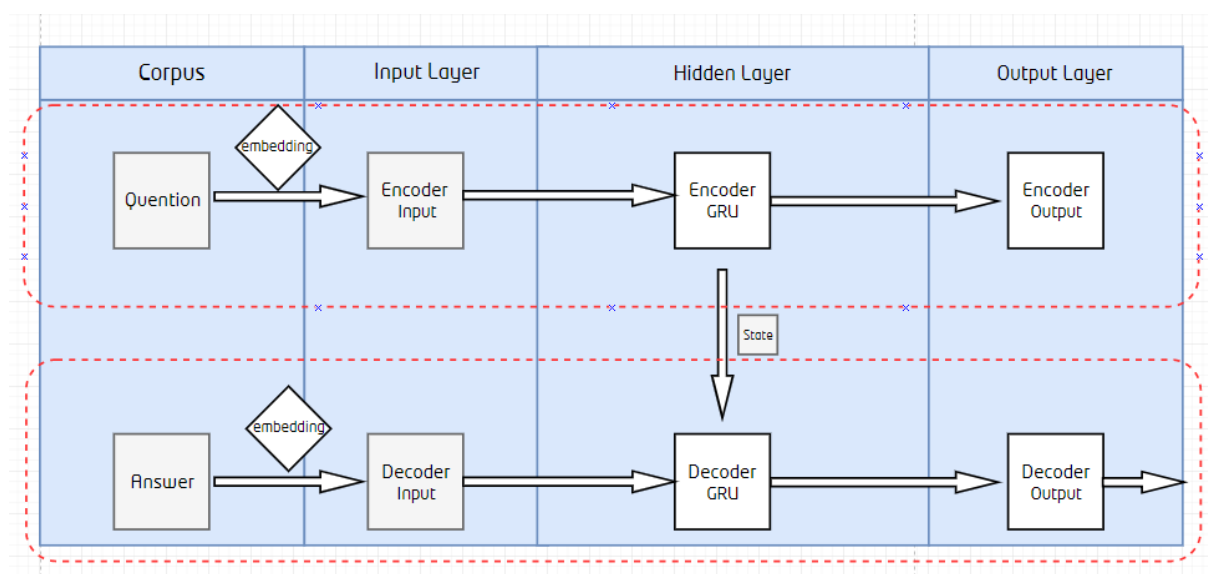 Corpus
Input Layer
Hidden Layer
Output Layer
embedding
Quention
Encoder
Input
Encoder
GRU
Encoder
Output
State
embedding
Answer
Decoder
Input
Decoder
GRU
Decoder
Output